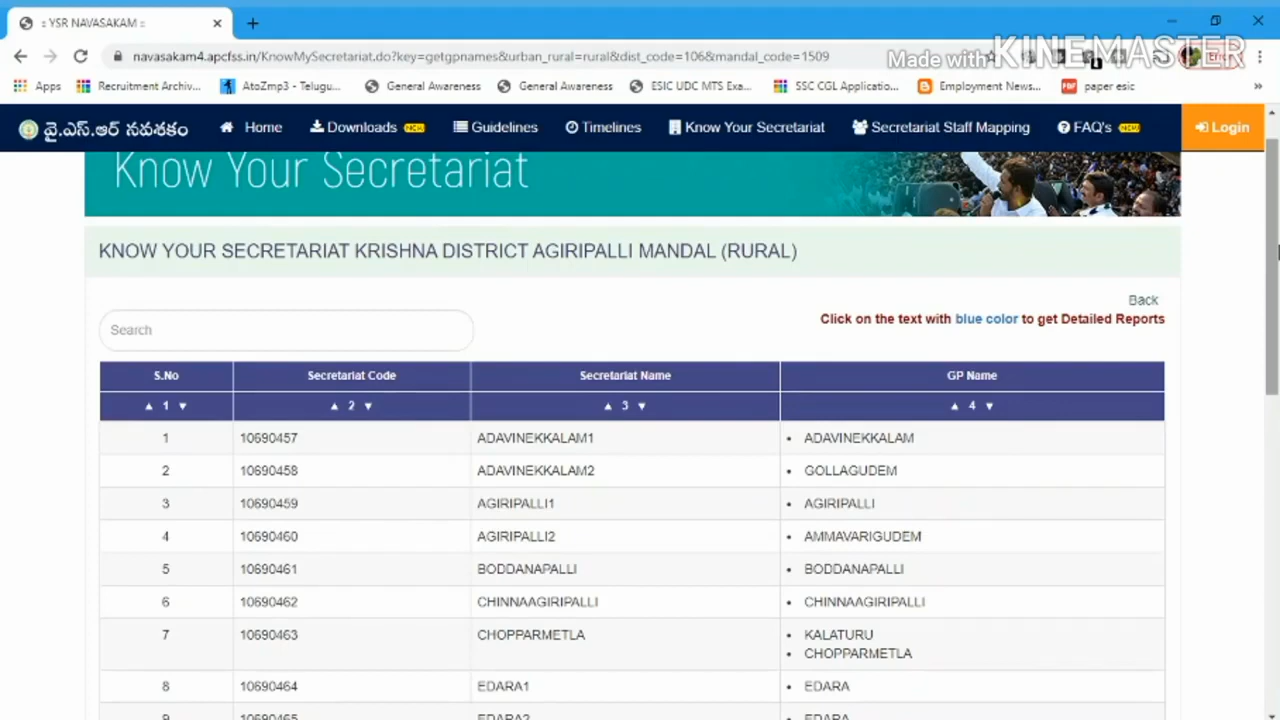 :: YSR NAVASAKAM ::
navasakam4.apcfss.in/KnowMySecretariat.do?key=getgpnames&urban_rural=rural&dist_code=106&mandal_code=1509
Made with KINEMASTER
Apps Recruitment Archiv... AtoZmp3 - Telugu... General Awareness General Awareness ESIC UDC MTS Exa... SSC CGL Applicatio... Employment News... paper esic »
వై.ఎస్.ఆర్ నవశకం Home Downloads NEW Guidelines Timelines Know Your Secretariat Secretariat Staff Mapping FAQ's NEW Login
Know Your Secretariat
KNOW YOUR SECRETARIAT KRISHNA DISTRICT AGIRIPALLI MANDAL (RURAL)
Back
Search
Click on the text with blue color to get Detailed Reports
S.No Secretariat Code Secretariat Name GP Name
▲ 1 ▼ ▲ 2 ▼ ▲ 3 ▼ ▲ 4 ▼
1 10690457 ADAVINEKKALAM1 • ADAVINEKKALAM
2 10690458 ADAVINEKKALAM2 • GOLLAGUDEM
3 10690459 AGIRIPALLI1 • AGIRIPALLI
4 10690460 AGIRIPALLI2 • AMMAVARIGUDEM
5 10690461 BODDANAPALLI • BODDANAPALLI
6 10690462 CHINNAAGIRIPALLI • CHINNAAGIRIPALLI
7 10690463 CHOPPARMETLA • KALATURU
• CHOPPARMETLA
8 10690464 EDARA1 • EDARA
9 10690465 EDARA2 • EDARA